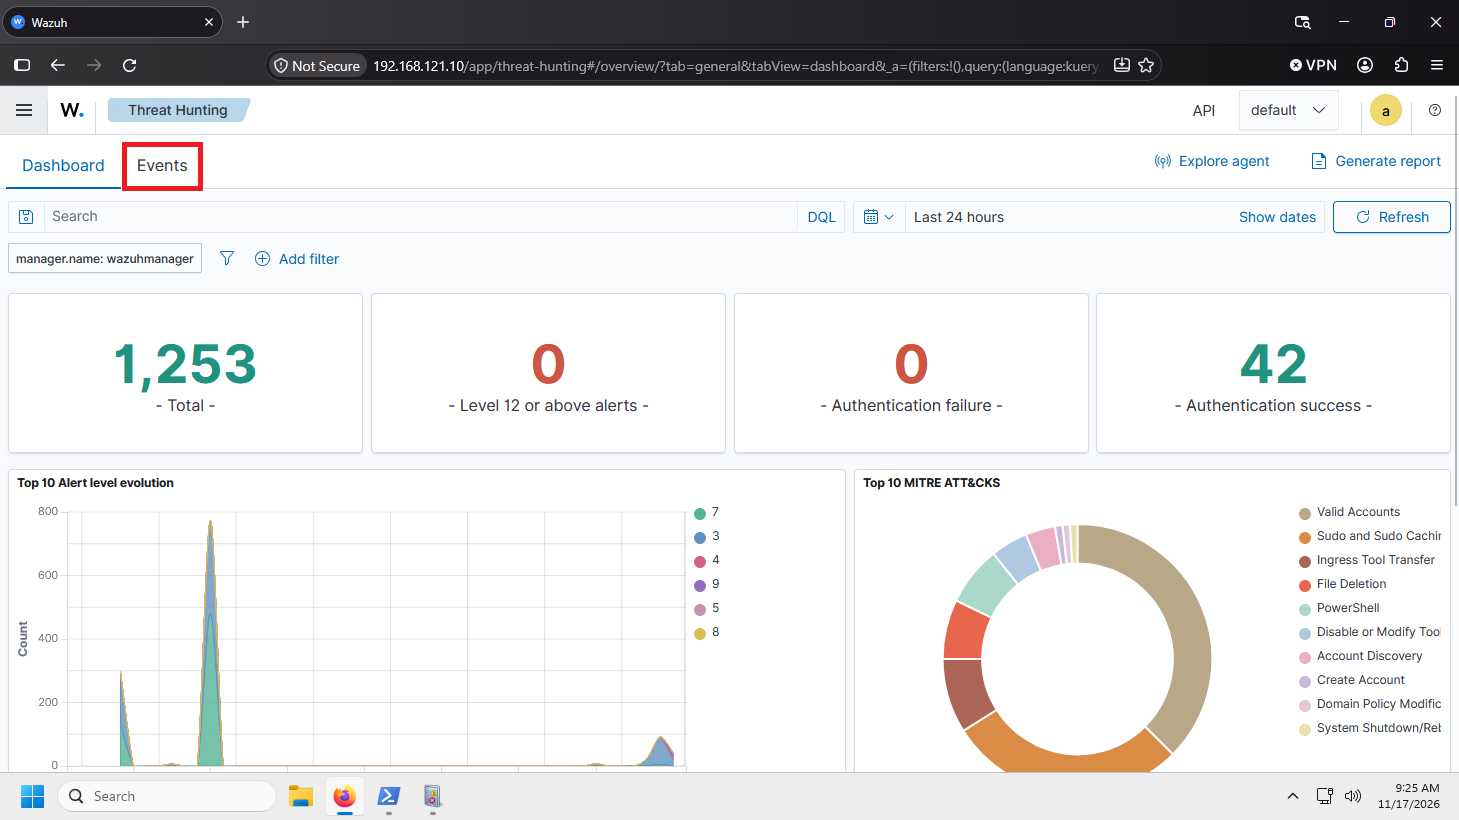 Wazuh
Not Secure 192.168.121.10/app/threat-hunting#/overview/?tab=general&tabView=dashboard&_a=(filters:!(),query:(language:kuery, VPN
W. Threat Hunting API default a
Dashboard Events Explore agent Generate report
Search DQL Last 24 hours Show dates Refresh
manager.name: wazuhmanager Add filter
1,253
- Total -
0
- Level 12 or above alerts -
0
- Authentication failure -
42
- Authentication success -
Top 10 Alert level evolution
800
600
400
200
0
Count
7
3
4
9
5
8
Top 10 MITRE ATT&CKS
Valid Accounts
Sudo and Sudo Cachin
Ingress Tool Transfer
File Deletion
PowerShell
Disable or Modify Too
Account Discovery
Create Account
Domain Policy Modific
System Shutdown/Reb
Search
9:25 AM
11/17/2026